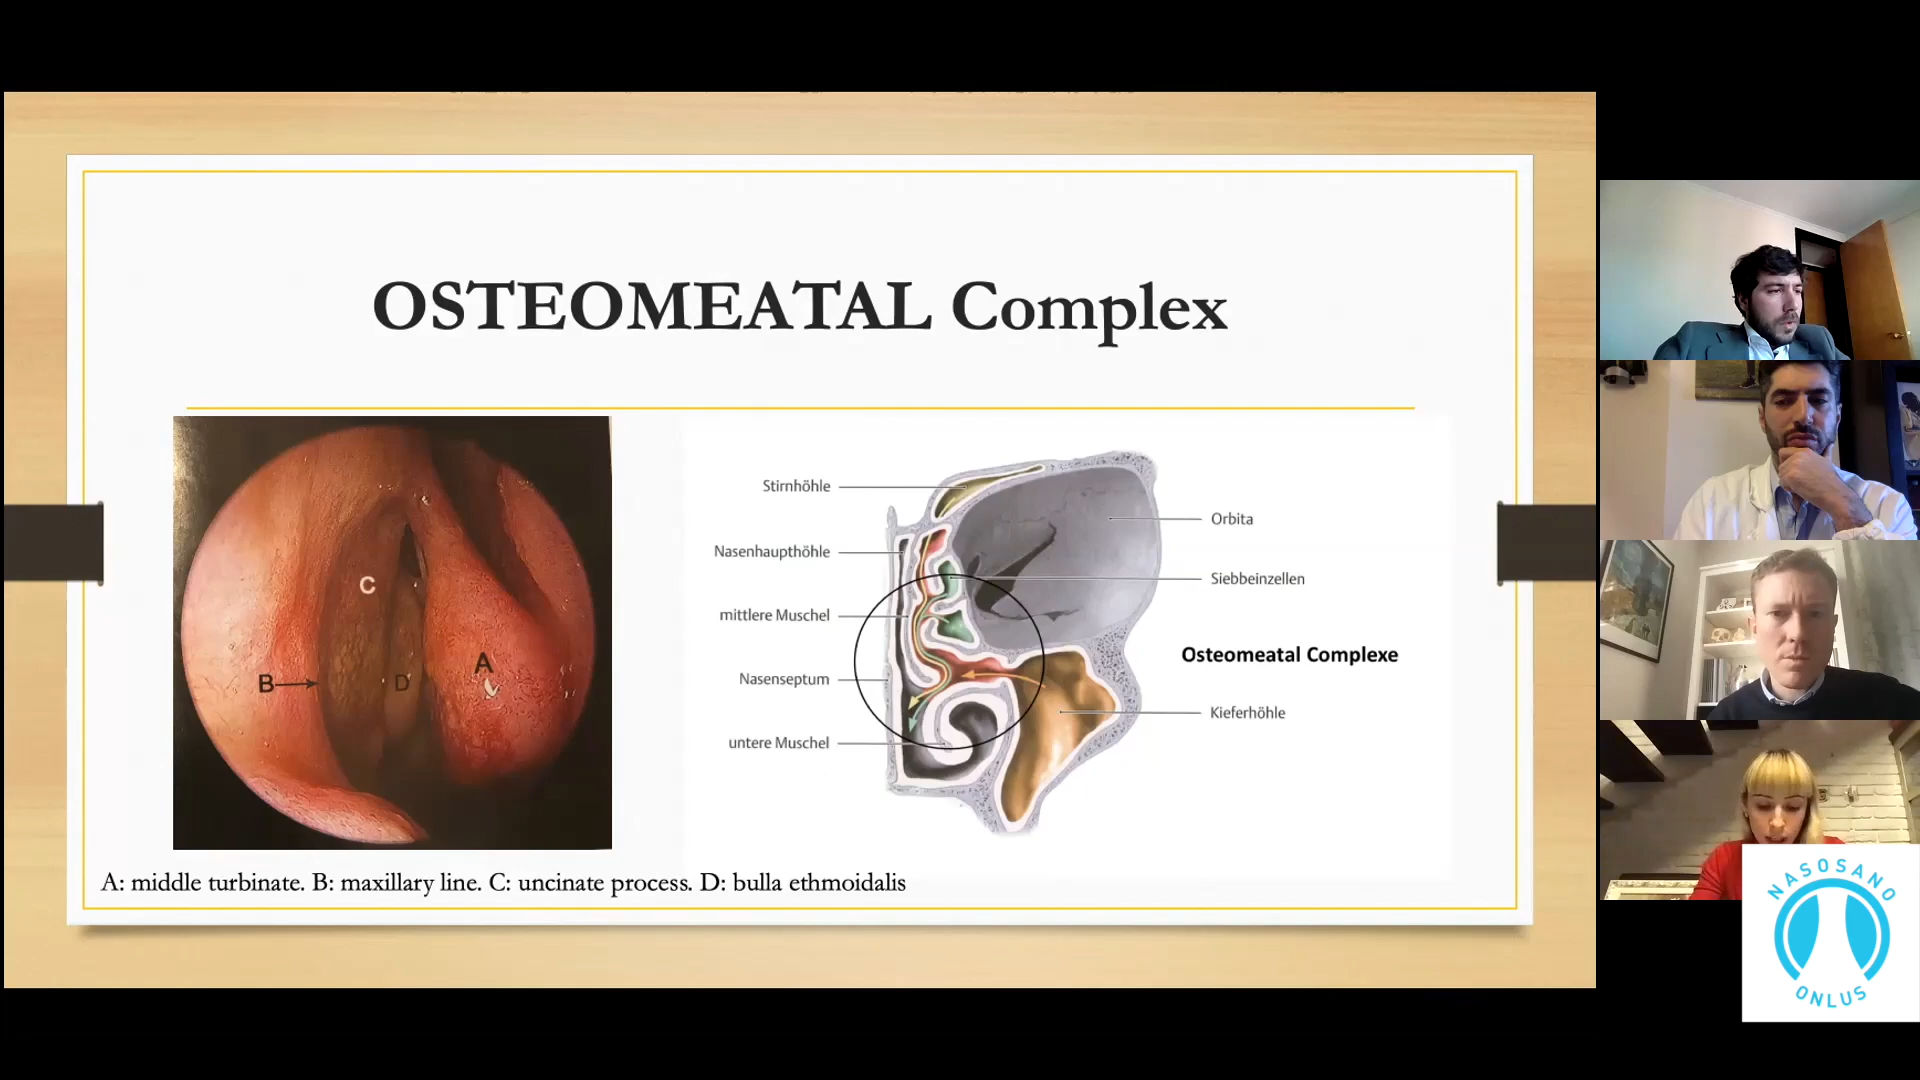 OSTEOMEATAL Complex
C
B
D
A
Stirnhöhle
Nasenhaupthöhle
mittlere Muschel
Nasenseptum
untere Muschel
Orbita
Siebbeinzellen
Osteomeatal Complexe
Kieferhöhle
A: middle turbinate. B: maxillary line. C: uncinate process. D: bulla ethmoidalis
NASOSANO
ONLUS